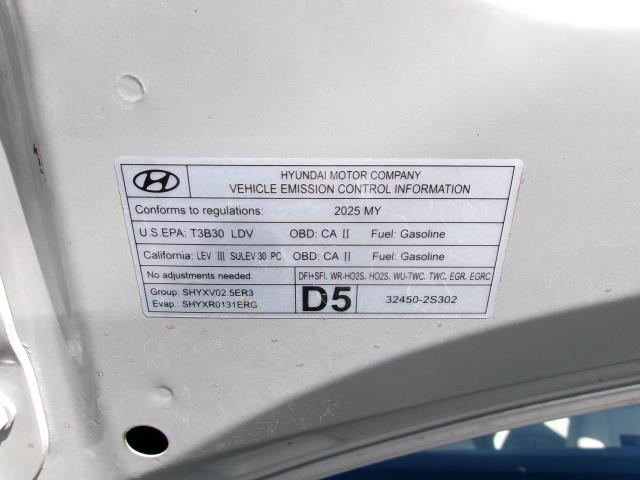 HYUNDAI MOTOR COMPANY
VEHICLE EMISSION CONTROL INFORMATION
Conforms to regulations: 2025 MY
U.S.EPA: T3B30 LDV OBD: CA II Fuel: Gasoline
California: LEV III SULEV 30 PC OBD: CA II Fuel: Gasoline
No adjustments needed. DFI+SFI, WR-HO2S, HO2S, WU-TWC, TWC, EGR, EGRC
Group: SHYXV02.5ER3
Evap.: SHYXR0131ERG
D5
32450-2S302